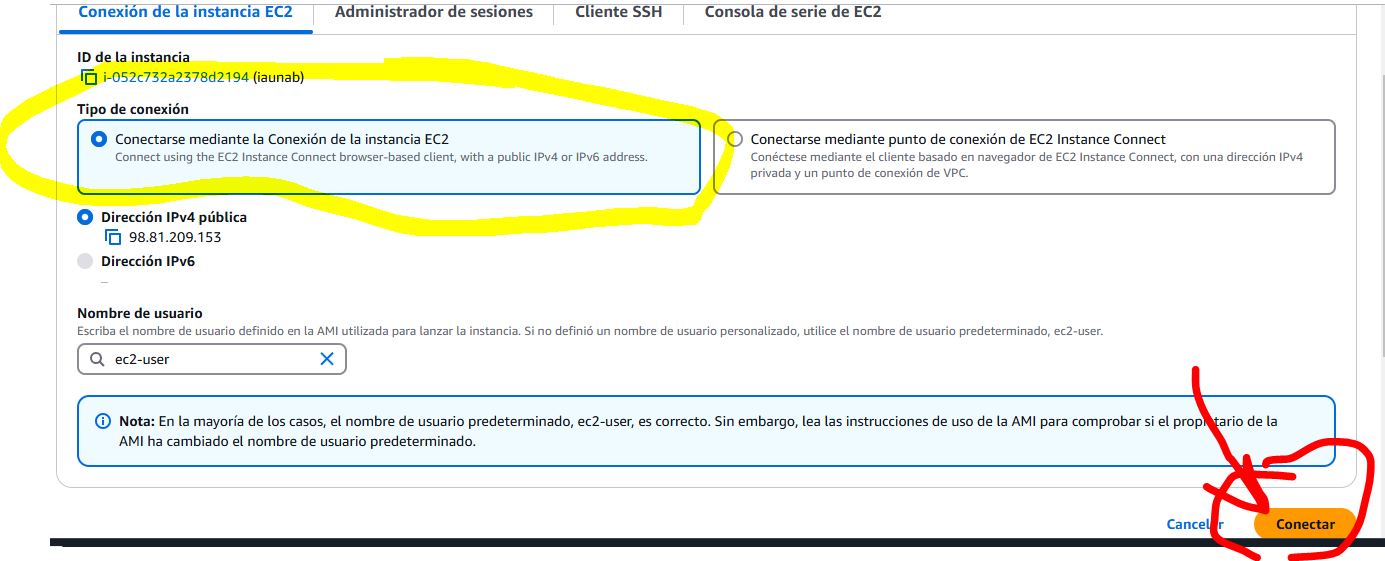 Conexión de la instancia EC2 Administrador de sesiones Cliente SSH Consola de serie de EC2
ID de la instancia
i-052c732a2378d2194 (iaunab)
Tipo de conexión
Conectarse mediante la Conexión de la instancia EC2
Connect using the EC2 Instance Connect browser-based client, with a public IPv4 or IPv6 address.
Conectarse mediante punto de conexión de EC2 Instance Connect
Conéctese mediante el cliente basado en navegador de EC2 Instance Connect, con una dirección IPv4
privada y un punto de conexión de VPC.
Dirección IPv4 pública
98.81.209.153
Dirección IPv6
–
Nombre de usuario
Escriba el nombre de usuario definido en la AMI utilizada para lanzar la instancia. Si no definió un nombre de usuario personalizado, utilice el nombre de usuario predeterminado, ec2-user.
ec2-user
Nota: En la mayoría de los casos, el nombre de usuario predeterminado, ec2-user, es correcto. Sin embargo, lea las instrucciones de uso de la AMI para comprobar si el propietario de la
AMI ha cambiado el nombre de usuario predeterminado.
Cancelar Conectar